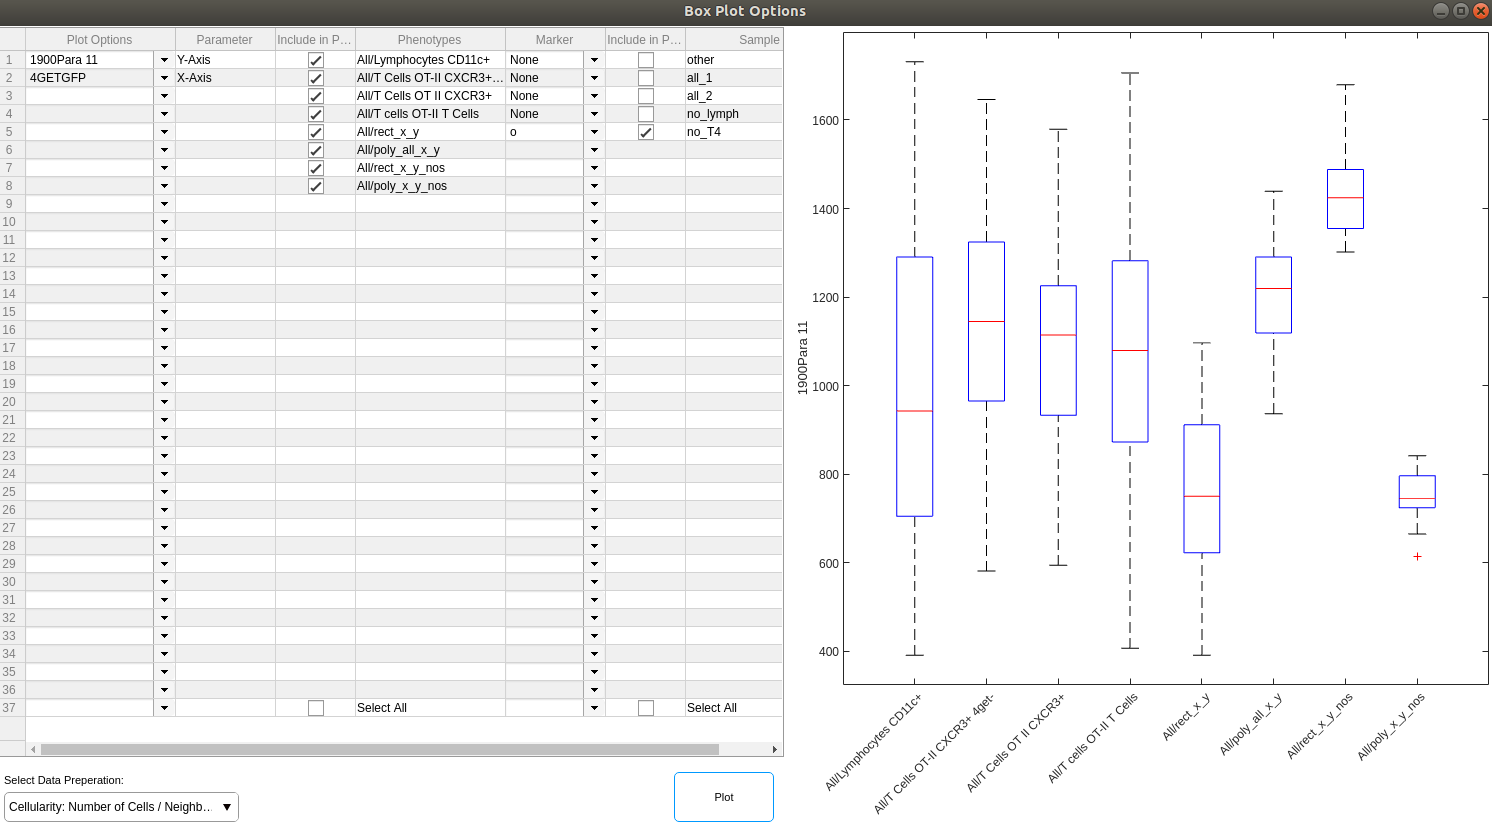 Box Plot Options
Plot Options Parameter Include in P... Phenotypes Marker Include in P... Sample
1 1900Para 11 Y-Axis All/Lymphocytes CD11c+ None other
2 4GETGFP X-Axis All/T Cells OT-II CXCR3+... None all_1
3 All/T Cells OT II CXCR3+ None all_2
4 All/T cells OT-II T Cells None no_lymph
5 All/rect_x_y o no_T4
6 All/poly_all_x_y
7 All/rect_x_y_nos
8 All/poly_x_y_nos
9
10
11
12
13
14
15
16
17
18
19
20
21
22
23
24
25
26
27
28
29
30
31
32
33
34
35
36
37 Select All Select All
Select Data Preperation:
Cellularity: Number of Cells / Neighb...
Plot
1900Para 11
1600
1400
1200
1000
800
600
400
All/Lymphocytes CD11c+
All/T Cells OT-II CXCR3+ 4get-
All/T Cells OT II CXCR3+
All/T cells OT-II T Cells
All/rect_x_y
All/poly_all_x_y
All/rect_x_y_nos
All/poly_x_y_nos